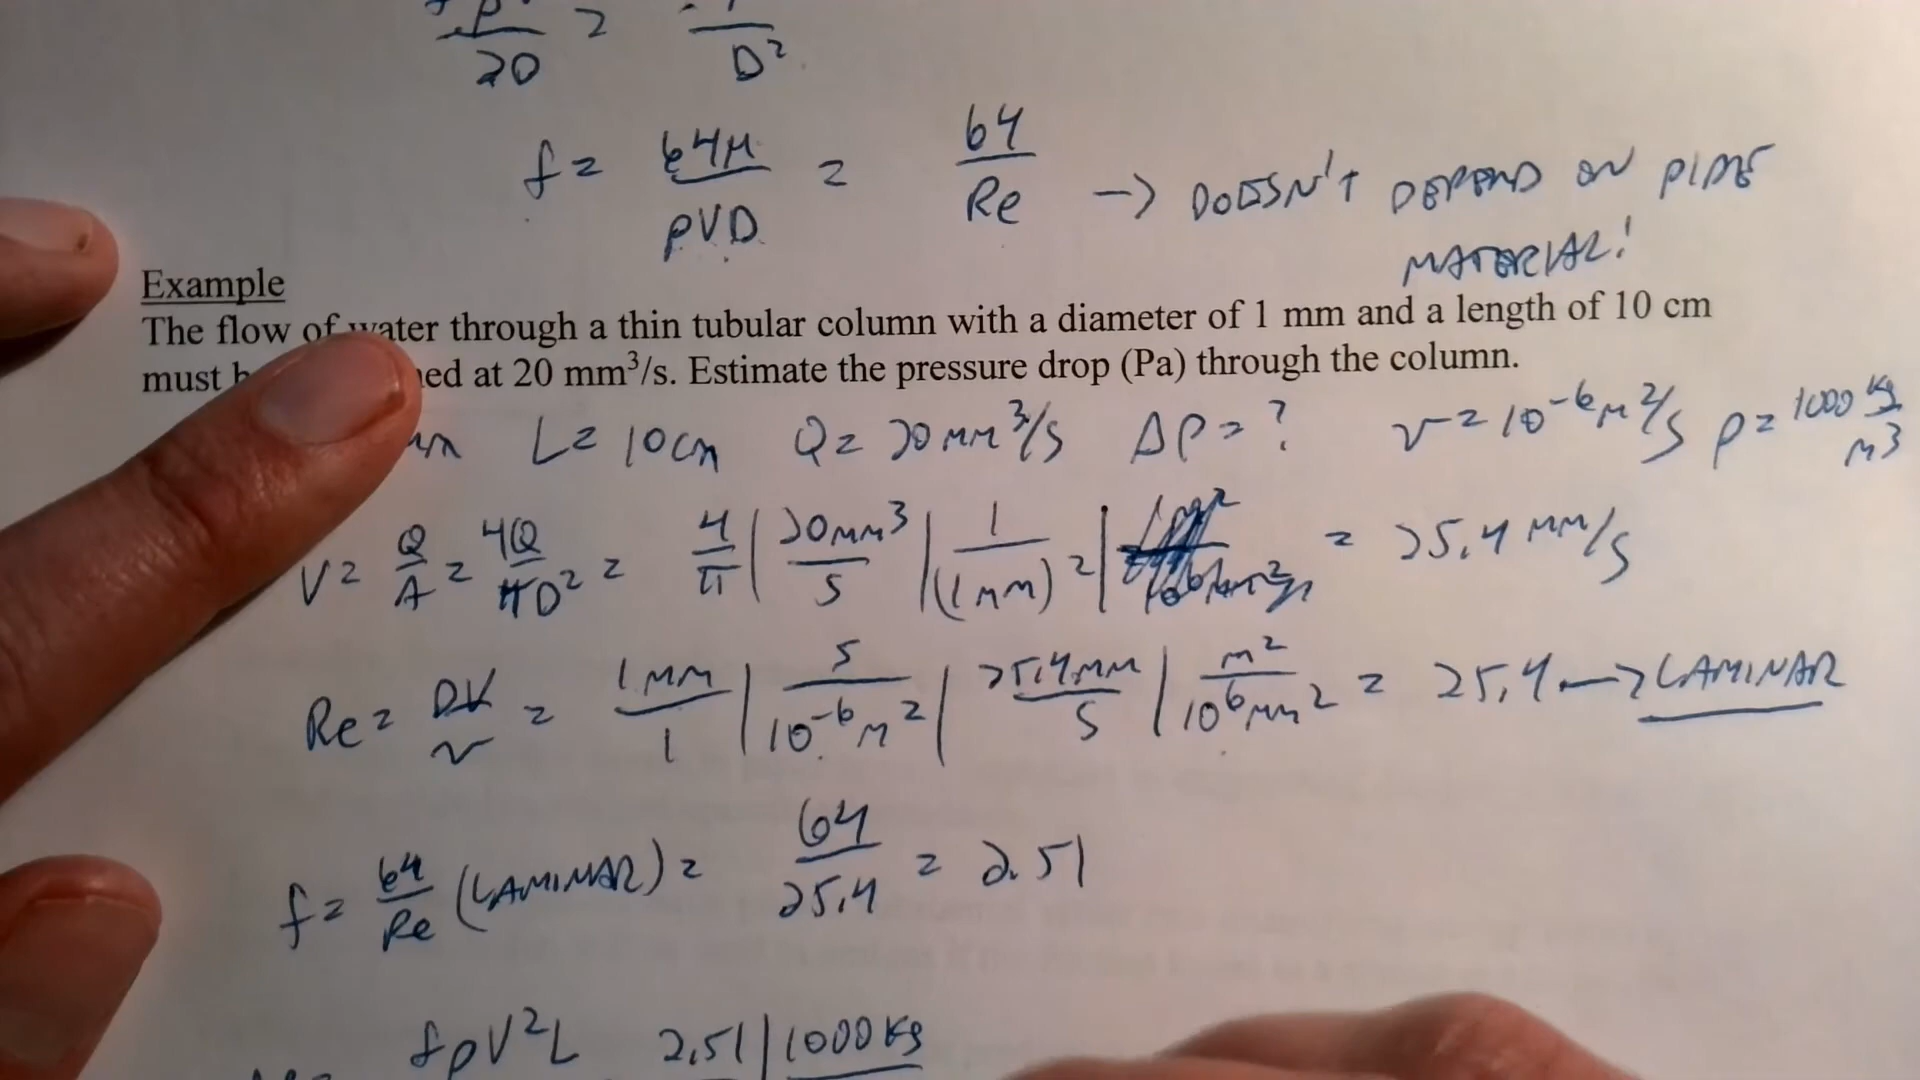 20 = D²
f = 64μ / ρVD = 64 / Re → DOESN'T DEPEND ON PIPE
MATERIAL!
Example
The flow of water through a thin tubular column with a diameter of 1 mm and a length of 10 cm
must ned at 20 mm³/s. Estimate the pressure drop (Pa) through the column.
L = 10cm Q = 20 mm³/s ΔP = ? ν = 10⁻⁶ m²/s ρ = 1000 kg/m³
V = Q/A = 4Q/πD² = 4/π | 20mm³/s | 1/(1mm)² | = 25.4 mm/s
Re = DV/ν = 1mm/1 | s/10⁻⁶m² | 25.4mm/s | m²/10⁶mm² = 25.4 → LAMINAR
f = 64/Re (LAMINAR) = 64/25.4 = 2.51
fρV²L 2.51 | 1000 kg